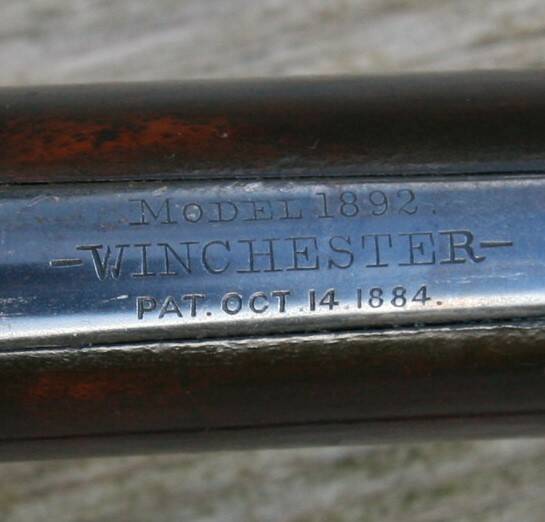 MODEL 1892.
-WINCHESTER-
PAT. OCT. 14. 1884.